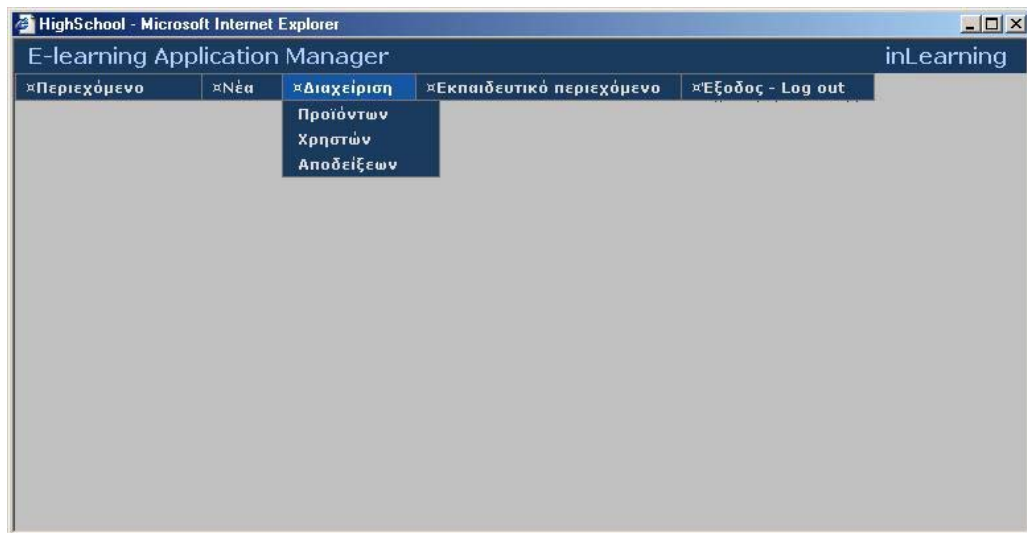 HighSchool - Microsoft Internet Explorer
E-learning Application Manager inLearning
¤Περιεχόμενο ¤Νέα ¤Διαχείριση ¤Εκπαιδευτικό περιεχόμενο ¤Έξοδος - Log out
Προϊόντων
Χρηστών
Αποδείξεων